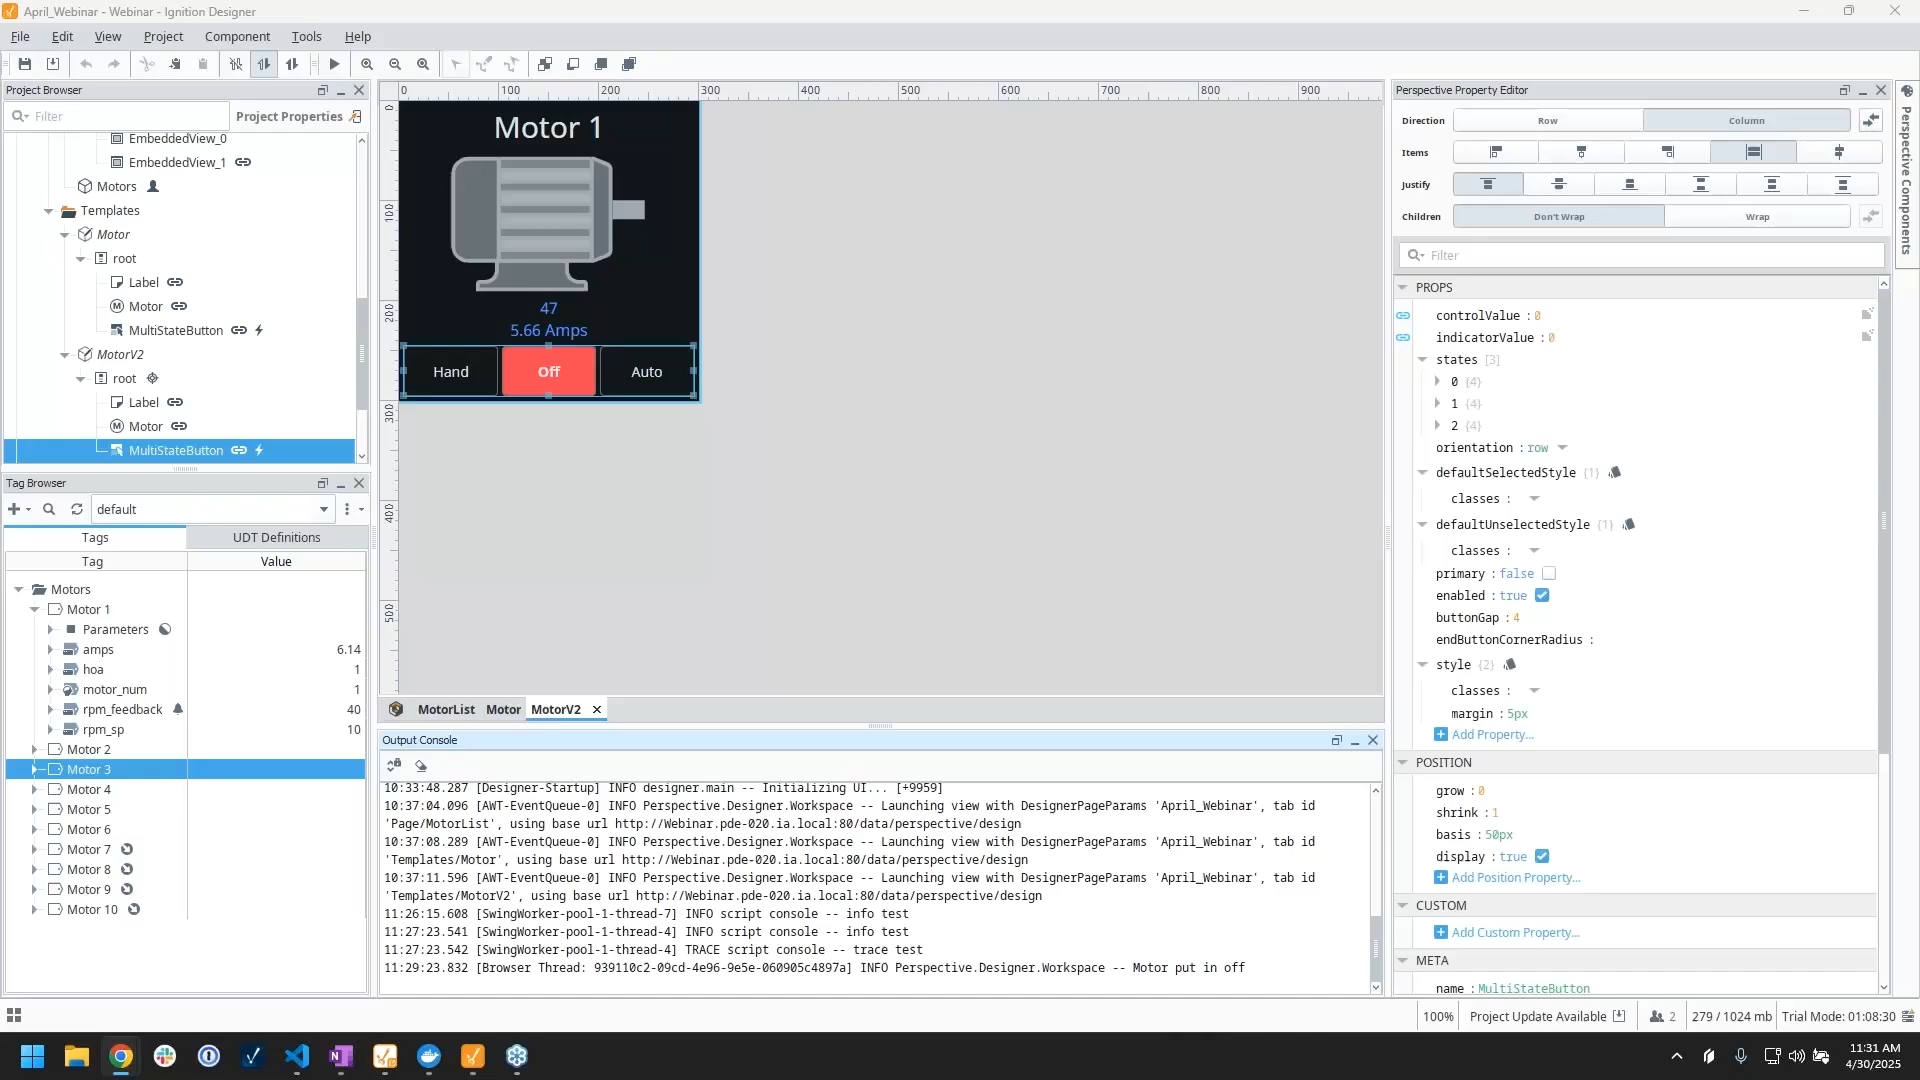 April_Webinar - Webinar - Ignition Designer
File Edit View Project Component Tools Help
Project Browser
Filter
Project Properties
EmbeddedView_0
EmbeddedView_1
Motors
Templates
Motor
root
Label
Motor
MultiStateButton
MotorV2
root
Label
Motor
MultiStateButton
Tag Browser
default
Tags UDT Definitions
Tag Value
Motors
Motor 1
Parameters
amps 6.14
hoa 1
motor_num 1
rpm_feedback 40
rpm_sp 10
Motor 2
Motor 3
Motor 4
Motor 5
Motor 6
Motor 7
Motor 8
Motor 9
Motor 10
0 100 200 300 400 500 600 700 800 900
0
100
200
300
400
500
Motor 1
47
5.66 Amps
Hand Off Auto
MotorList Motor MotorV2
Output Console
10:33:48.287 [Designer-Startup] INFO designer.main -- Initializing UI... [+9959]
10:37:04.096 [AWT-EventQueue-0] INFO Perspective.Designer.Workspace -- Launching view with DesignerPageParams 'April_Webinar', tab id
'Page/MotorList', using base url http://Webinar.pde-020.ia.local:80/data/perspective/design
10:37:08.289 [AWT-EventQueue-0] INFO Perspective.Designer.Workspace -- Launching view with DesignerPageParams 'April_Webinar', tab id
'Templates/Motor', using base url http://Webinar.pde-020.ia.local:80/data/perspective/design
10:37:11.596 [AWT-EventQueue-0] INFO Perspective.Designer.Workspace -- Launching view with DesignerPageParams 'April_Webinar', tab id
'Templates/MotorV2', using base url http://Webinar.pde-020.ia.local:80/data/perspective/design
11:26:15.608 [SwingWorker-pool-1-thread-7] INFO script console -- info test
11:27:23.541 [SwingWorker-pool-1-thread-4] INFO script console -- info test
11:27:23.542 [SwingWorker-pool-1-thread-4] TRACE script console -- trace test
11:29:23.832 [Browser Thread: 939110c2-09cd-4e96-9e5e-060905c4897a] INFO Perspective.Designer.Workspace -- Motor put in off
Perspective Property Editor
Direction Row Column
Items
Justify
Children Don't Wrap Wrap
Filter
PROPS
controlValue : 0
indicatorValue : 0
states [3]
0 {4}
1 {4}
2 {4}
orientation : row
defaultSelectedStyle {1}
classes :
defaultUnselectedStyle {1}
classes :
primary : false
enabled : true
buttonGap : 4
endButtonCornerRadius :
style {2}
classes :
margin : 5px
Add Property...
POSITION
grow : 0
shrink : 1
basis : 50px
display : true
Add Position Property...
CUSTOM
Add Custom Property...
META
name : MultiStateButton
Perspective Components
100% Project Update Available 2 279 / 1024 mb Trial Mode: 01:08:30
11:31 AM
4/30/2025